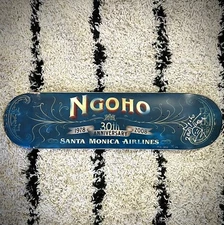 NGOHO
1978 30th 2008
ANNIVERSARY
SANTA MONICA AIRLINES